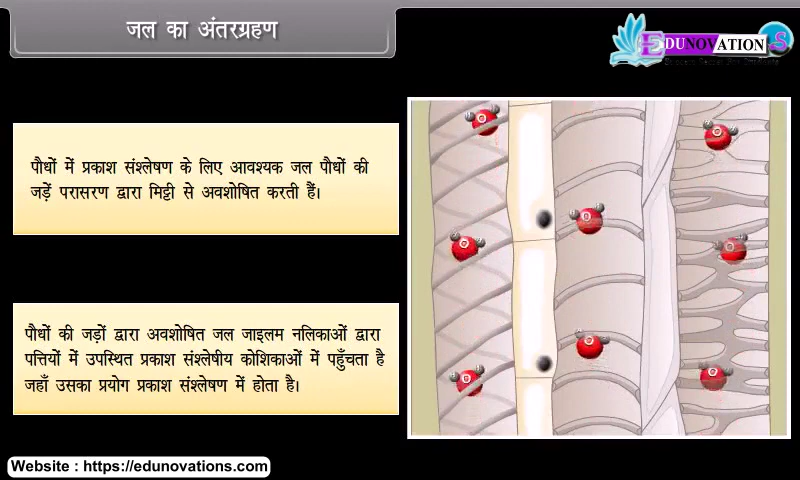 जल का अंतरग्रहण
EDUNOVATIONS
पौधों में प्रकाश संश्लेषण के लिए आवश्यक जल पौधों की
जड़ें परासरण द्वारा मिट्टी से अवशोषित करती हैं।
पौधों की जड़ों द्वारा अवशोषित जल जाइलम नलिकाओं द्वारा
पत्तियों में उपस्थित प्रकाश संश्लेषीय कोशिकाओं में पहुँचता है
जहाँ उसका प्रयोग प्रकाश संश्लेषण में होता है।
Website : https://edunovations.com